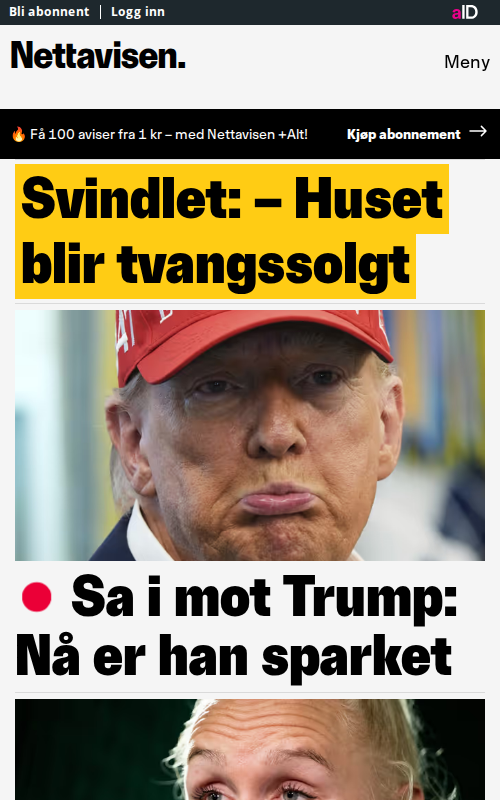 Bli abonnent | Logg inn
aID
Nettavisen.
Meny
🔥 Få 100 aviser fra 1 kr – med Nettavisen +Alt! Kjøp abonnement →
Svindlet: – Huset
blir tvangssolgt
Sa i mot Trump:
Nå er han sparket